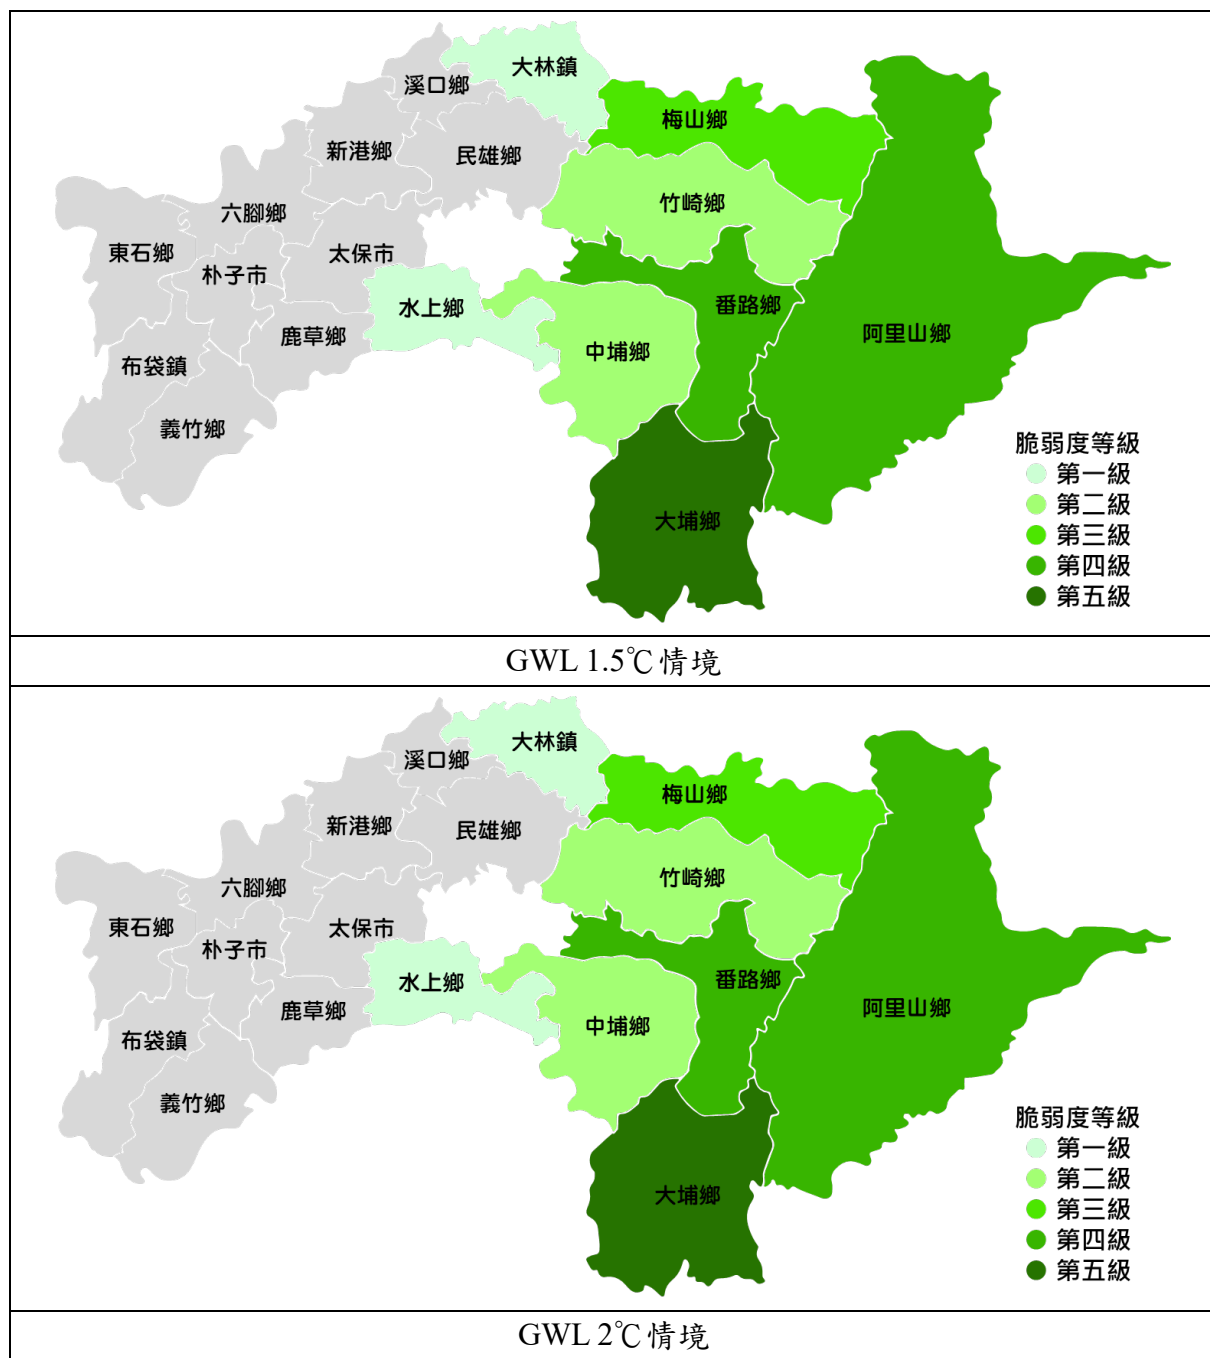 大林鎮
溪口鄉
梅山鄉
新港鄉
民雄鄉
竹崎鄉
六腳鄉
東石鄉
太保市
朴子市
水上鄉
番路鄉
鹿草鄉
阿里山鄉
中埔鄉
布袋鎮
義竹鄉
大埔鄉
脆弱度等級
第一級
第二級
第三級
第四級
第五級
GWL 1.5℃情境
大林鎮
溪口鄉
梅山鄉
新港鄉
民雄鄉
竹崎鄉
六腳鄉
東石鄉
太保市
朴子市
水上鄉
番路鄉
鹿草鄉
阿里山鄉
中埔鄉
布袋鎮
義竹鄉
大埔鄉
脆弱度等級
第一級
第二級
第三級
第四級
第五級
GWL 2℃情境